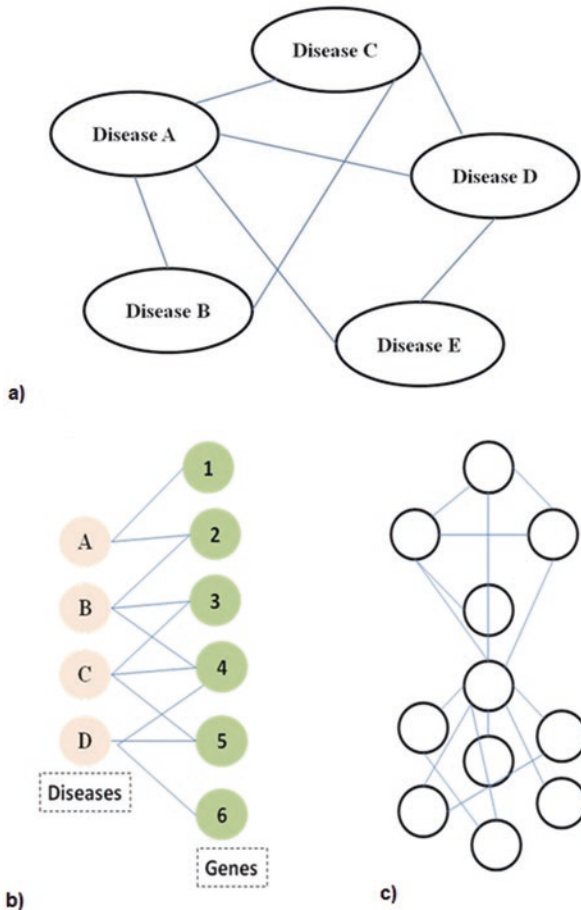 Disease C
Disease A
Disease D
Disease B
Disease E
a)
1
A
2
B
3
C
4
D
5
Diseases
6
Genes
b)
c)